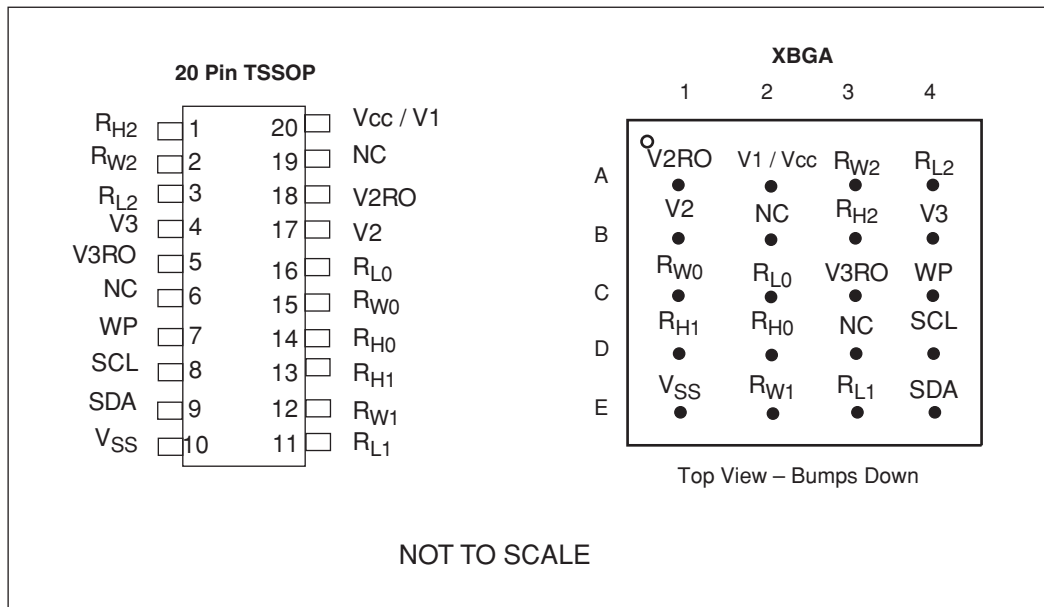 20 Pin TSSOP
RH2 1 20 Vcc / V1
RW2 2 19 NC
RL2 3 18 V2RO
V3 4 17 V2
V3RO 5 16 RL0
NC 6 15 RW0
WP 7 14 RH0
SCL 8 13 RH1
SDA 9 12 RW1
VSS 10 11 RL1
XBGA
1 2 3 4
A V2RO V1 / Vcc RW2 RL2
B V2 NC RH2 V3
C RW0 RL0 V3RO WP
D RH1 RH0 NC SCL
E VSS RW1 RL1 SDA
Top View – Bumps Down
NOT TO SCALE